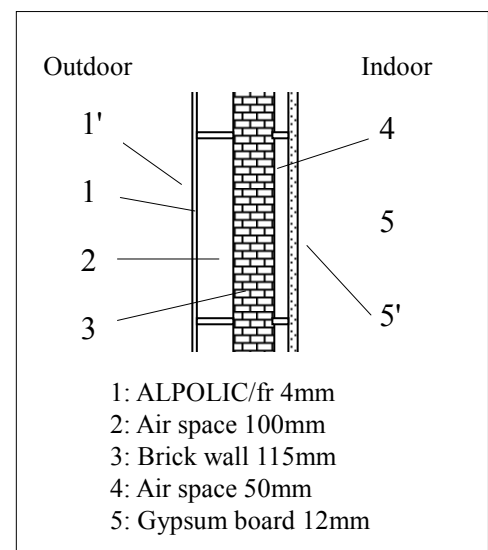 Outdoor Indoor
1' 4
1
5
2
3 5'
1: ALPOLIC/fr 4mm
2: Air space 100mm
3: Brick wall 115mm
4: Air space 50mm
5: Gypsum board 12mm